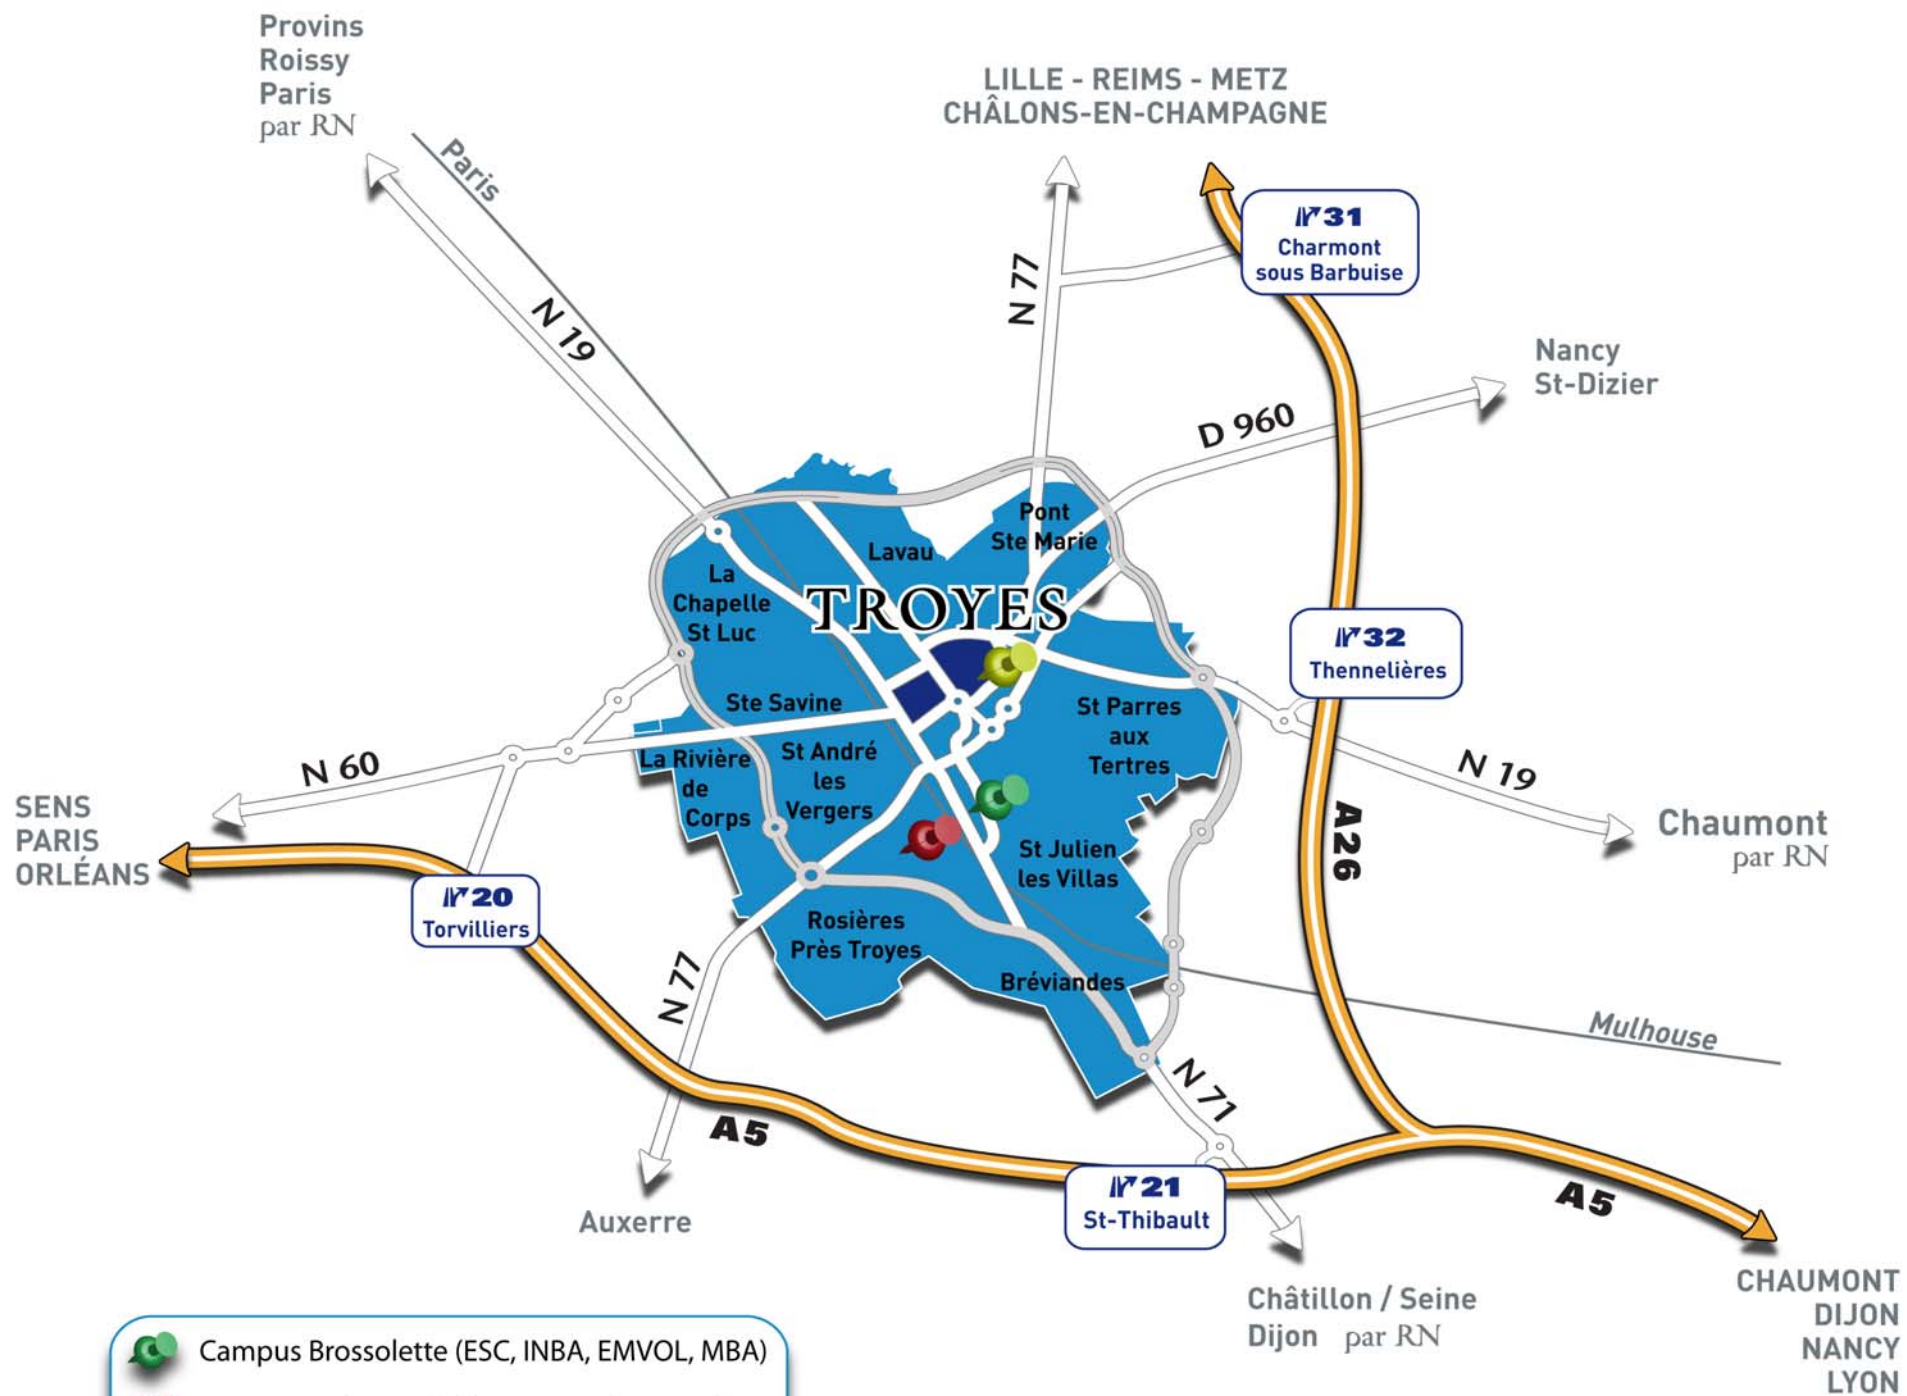 Provins
Roissy
Paris
par RN
Paris
LILLE - REIMS - METZ
CHÂLONS-EN-CHAMPAGNE
31
Charmont
sous Barbuise
N 77
N 19
Nancy
St-Dizier
D 960
Pont
Ste Marie
Lavau
La
Chapelle
St Luc
TROYES
32
Thennelières
Ste Savine
St Parres
aux
Tertres
La Rivière
de
Corps
St André
les
Vergers
N 60
N 19
SENS
PARIS
ORLÉANS
A26
Chaumont
par RN
St Julien
les Villas
20
Torvilliers
Rosières
Près Troyes
Bréviandes
N 77
Mulhouse
N 71
A5
21
St-Thibault
A5
Auxerre
Châtillon / Seine
Dijon par RN
CHAUMONT
DIJON
NANCY
LYON
Campus Brossolette (ESC, INBA, EMVOL, MBA)